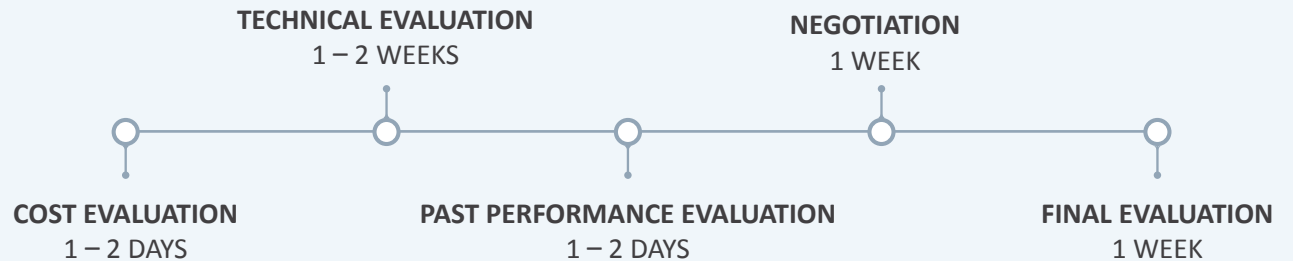 TECHNICAL EVALUATION
1 – 2 WEEKS
NEGOTIATION
1 WEEK
COST EVALUATION
1 – 2 DAYS
PAST PERFORMANCE EVALUATION
1 – 2 DAYS
FINAL EVALUATION
1 WEEK